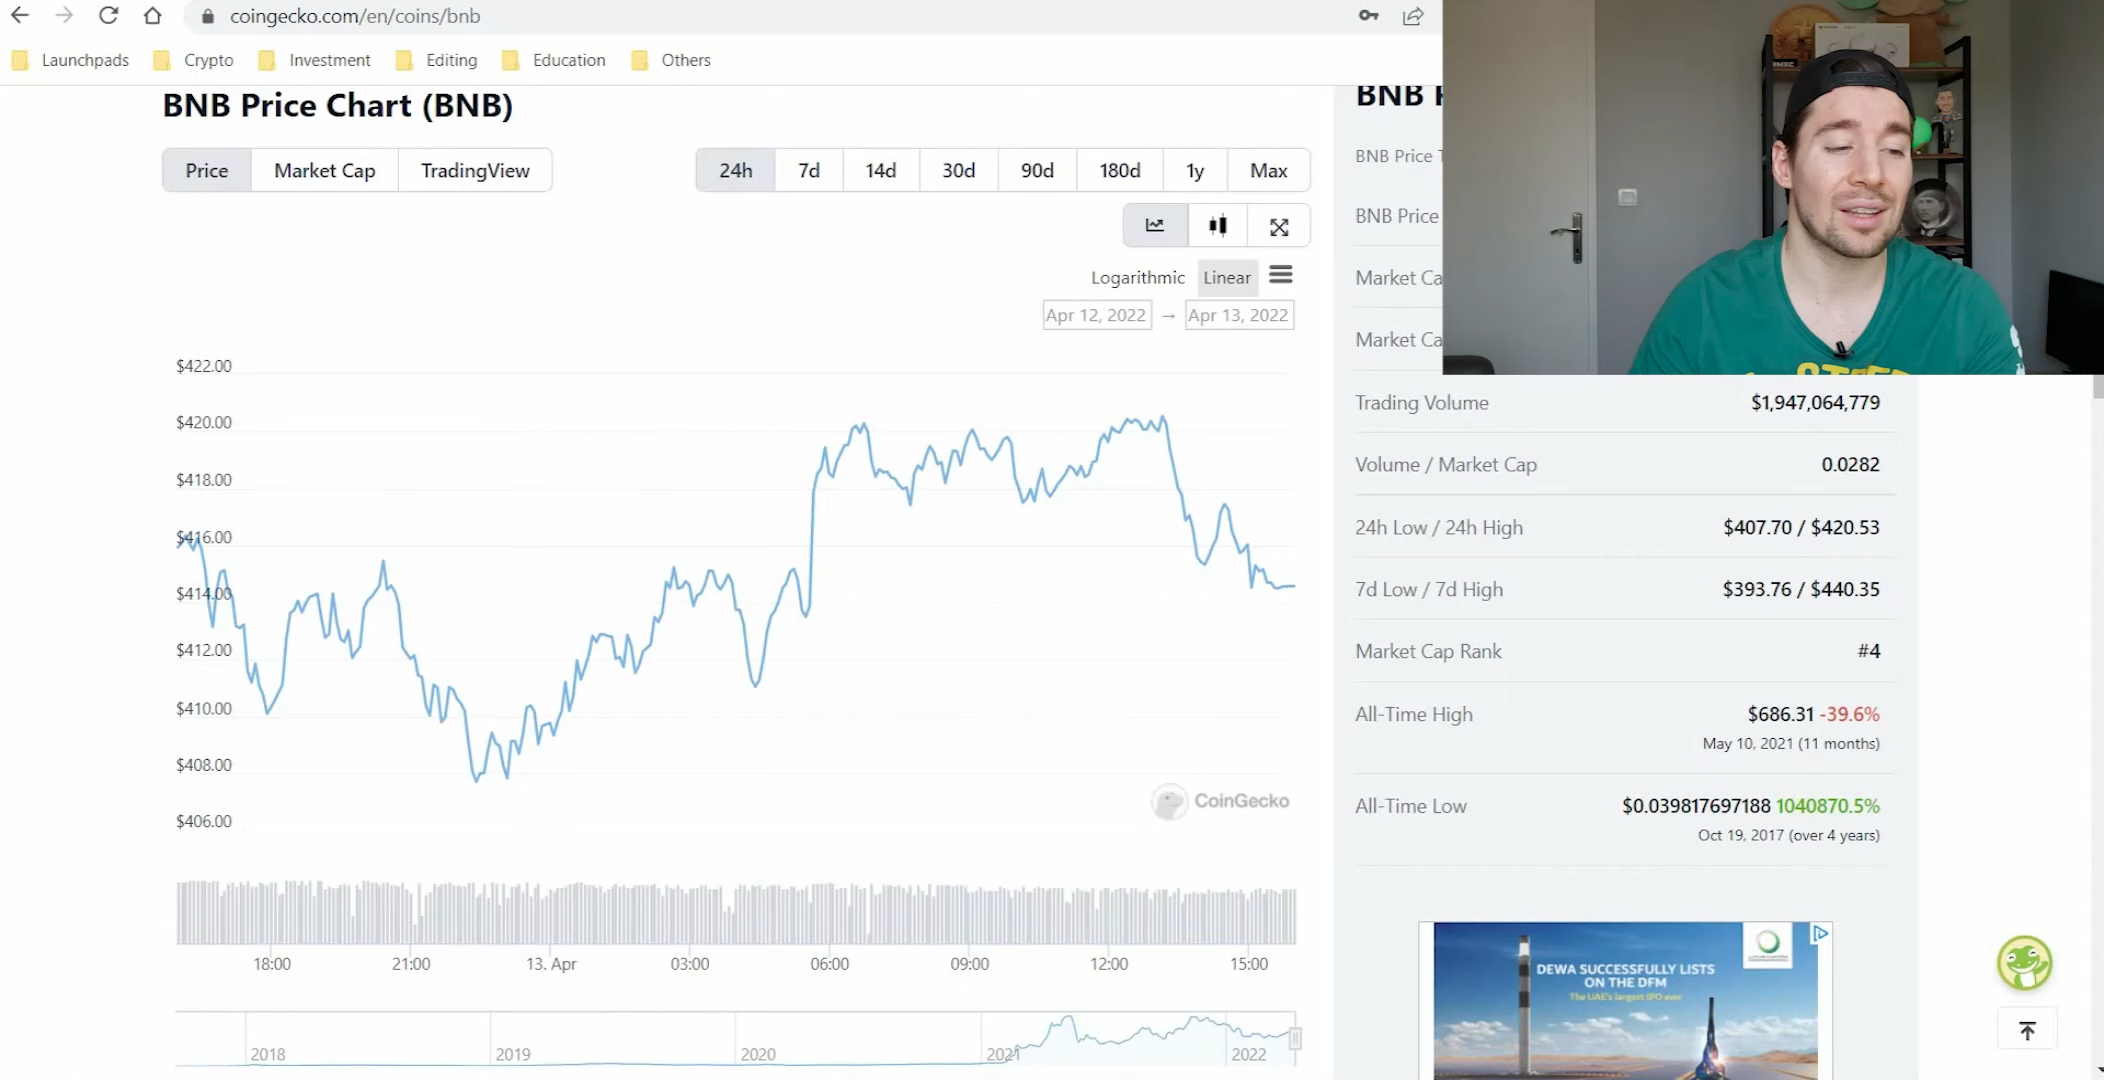 coingecko.com/en/coins/bnb
Launchpads Crypto Investment Editing Education Others
BNB Price Chart (BNB)
Price Market Cap TradingView
24h 7d 14d 30d 90d 180d 1y Max
Logarithmic Linear
Apr 12, 2022 → Apr 13, 2022
$422.00
$420.00
$418.00
$416.00
$414.00
$412.00
$410.00
$408.00
$406.00
CoinGecko
18:00 21:00 13. Apr 03:00 06:00 09:00 12:00 15:00
2018 2019 2020 2021 2022
BNB
BNB Price
BNB Price
Market Ca
Market Ca
Trading Volume $1,947,064,779
Volume / Market Cap 0.0282
24h Low / 24h High $407.70 / $420.53
7d Low / 7d High $393.76 / $440.35
Market Cap Rank #4
All-Time High $686.31 -39.6%
May 10, 2021 (11 months)
All-Time Low $0.039817697188 1040870.5%
Oct 19, 2017 (over 4 years)
DEWA SUCCESSFULLY LISTS
ON THE DFM
The UAE's largest IPO ever